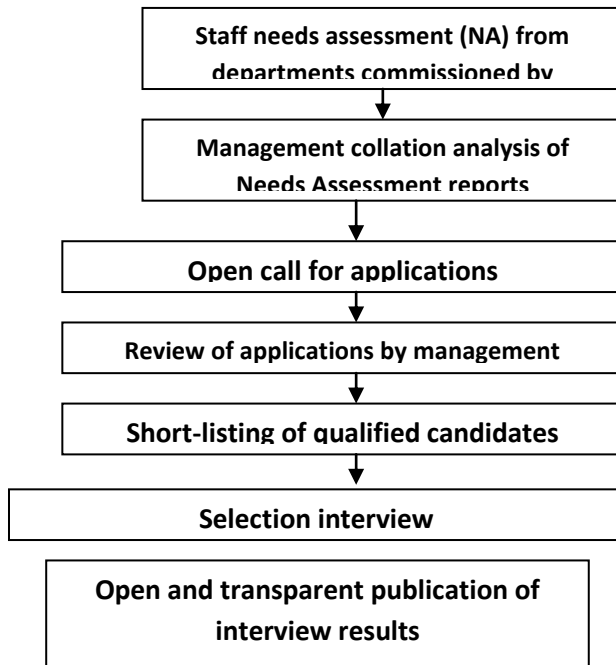 Staff needs assessment (NA) from
departments commissioned by
Management collation analysis of
Needs Assessment reports
Open call for applications
Review of applications by management
Short-listing of qualified candidates
Selection interview
Open and transparent publication of
interview results